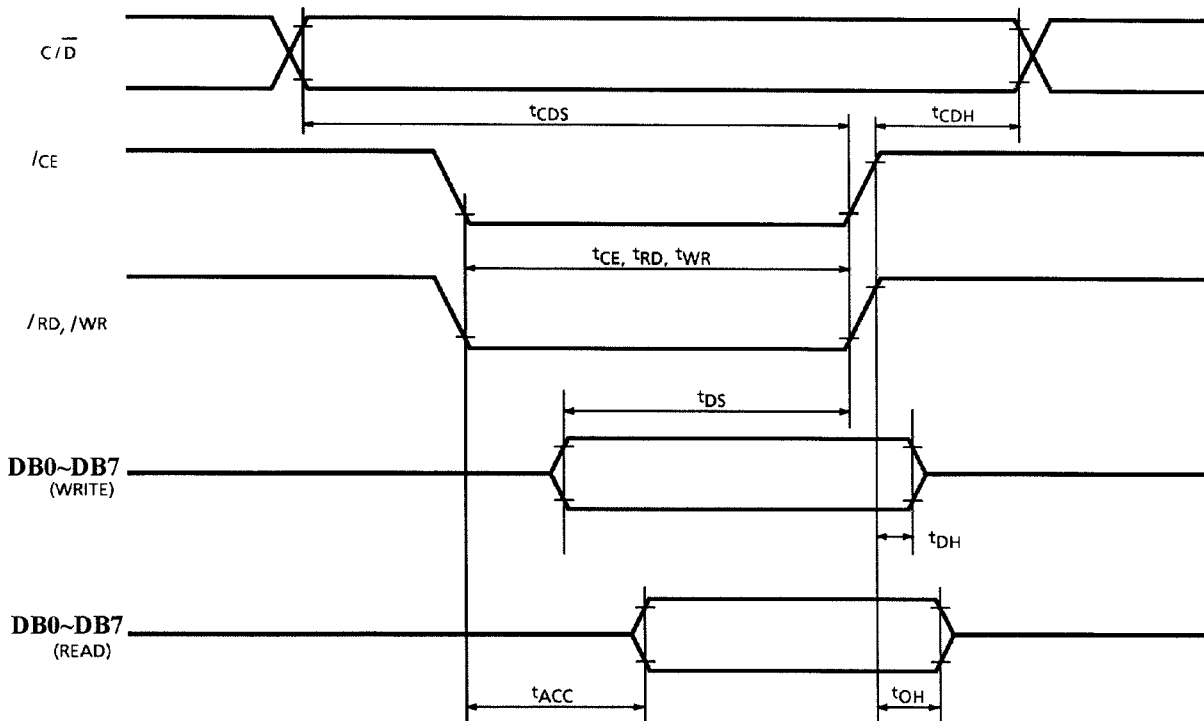 C/D̅
tCDS
tCDH
/CE
tCE, tRD, tWR
/RD, /WR
tDS
DB0~DB7
(WRITE)
tDH
DB0~DB7
(READ)
tACC
tOH